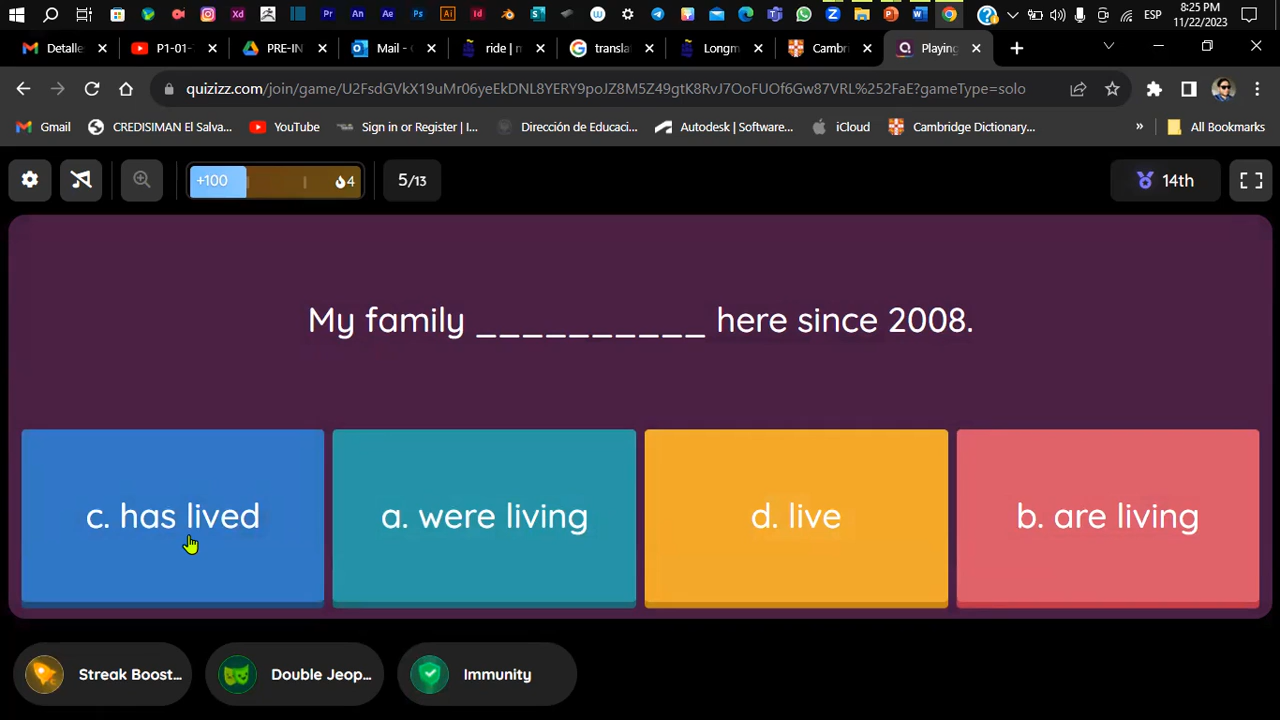 8:25 PM
ESP
11/22/2023
Detalle
P1-01-
PRE-IN
Mail - (
ride | m
transla
Longm
Cambri
Playing
quizizz.com/join/game/U2FsdGVkX19uMr06yeEkDNL8YERY9poJZ8M5Z49gtK8RvJ7OoFUOf6Gw87VRL%252FaE?gameType=solo
Gmail
CREDISIMAN El Salva...
YouTube
Sign in or Register | I...
Dirección de Educaci...
Autodesk | Software...
iCloud
Cambridge Dictionary...
»
All Bookmarks
+100
4
5/13
14th
My family __________ here since 2008.
c. has lived
a. were living
d. live
b. are living
Streak Boost...
Double Jeop...
Immunity